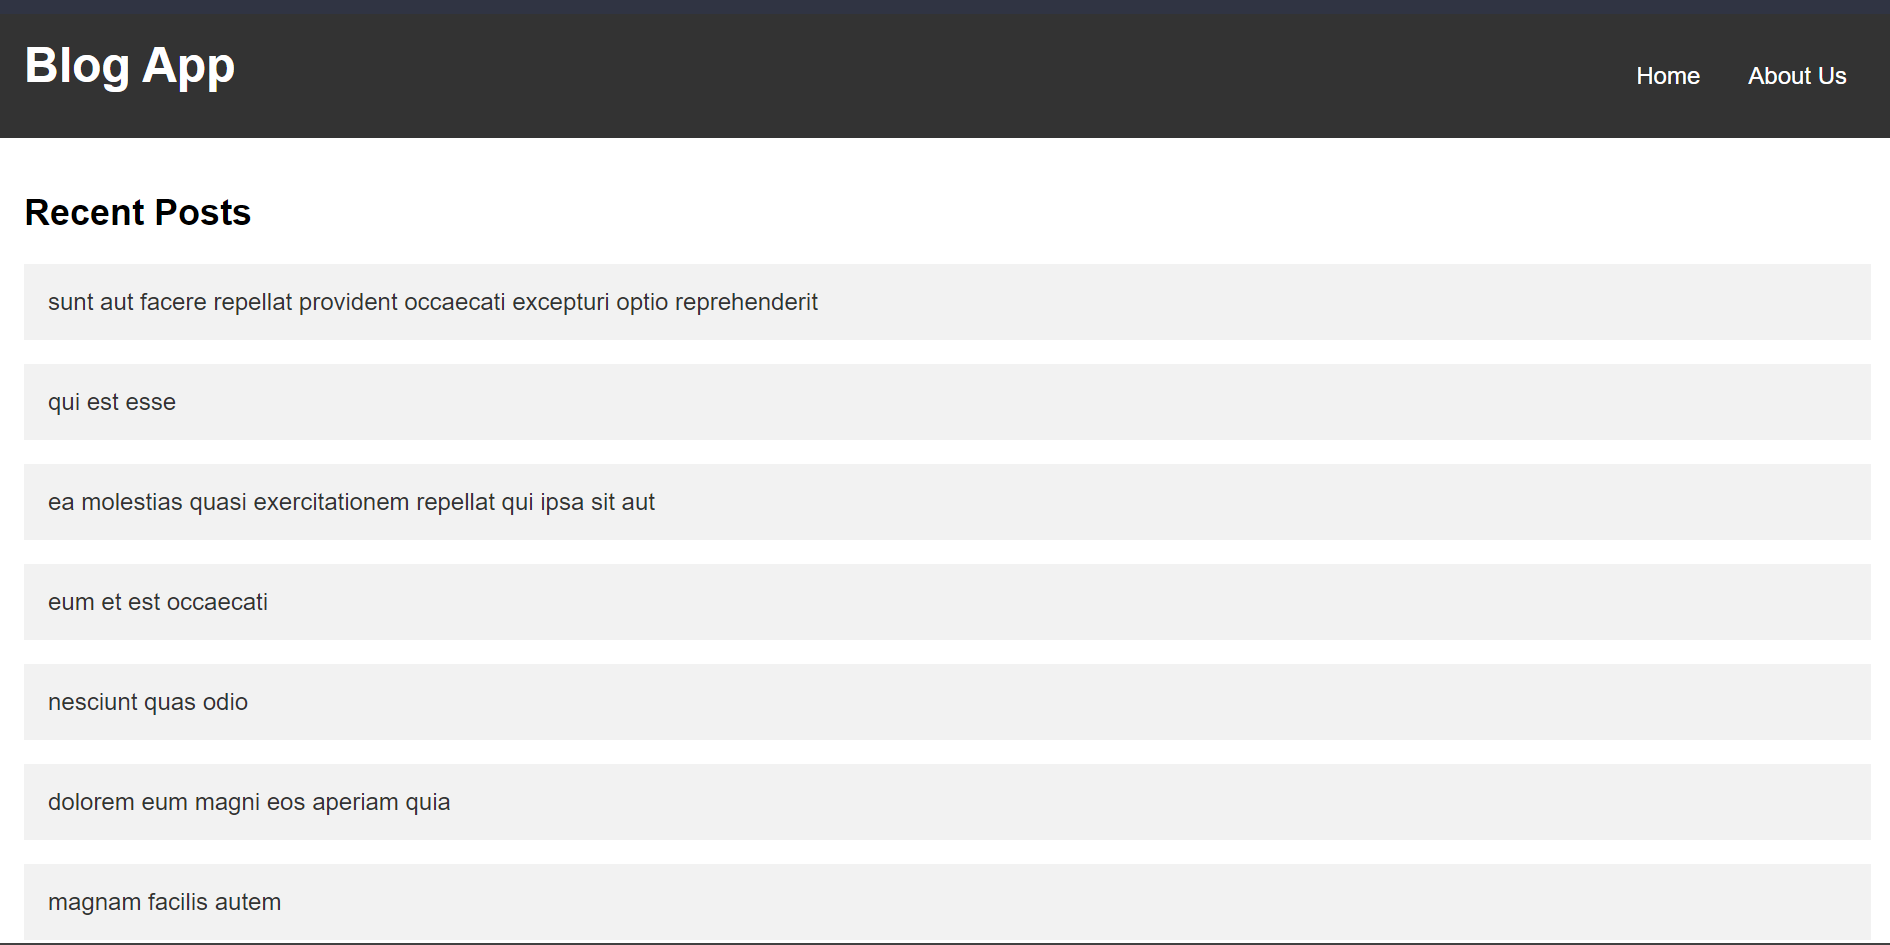 Blog App
Home About Us
Recent Posts
sunt aut facere repellat provident occaecati excepturi optio reprehenderit
qui est esse
ea molestias quasi exercitationem repellat qui ipsa sit aut
eum et est occaecati
nesciunt quas odio
dolorem eum magni eos aperiam quia
magnam facilis autem